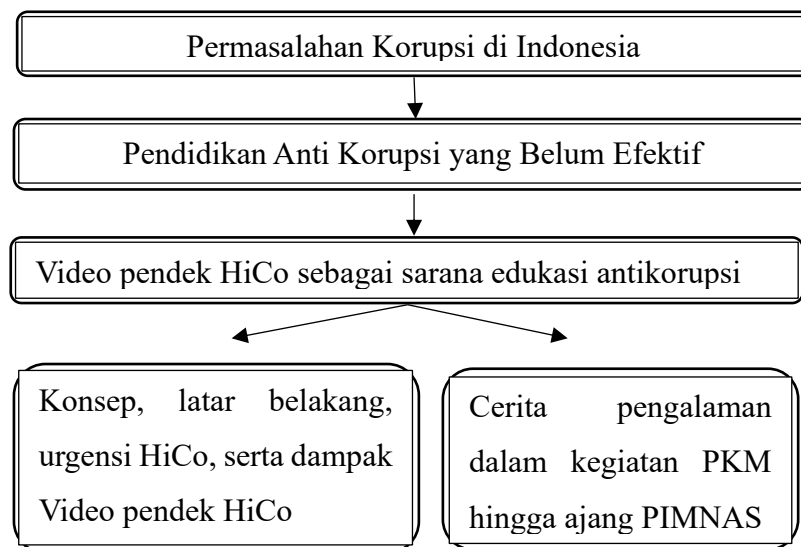 Permasalahan Korupsi di Indonesia
Pendidikan Anti Korupsi yang Belum Efektif
Video pendek HiCo sebagai sarana edukasi antikorupsi
Konsep, latar belakang,
urgensi HiCo, serta dampak
Video pendek HiCo
Cerita pengalaman
dalam kegiatan PKM
hingga ajang PIMNAS